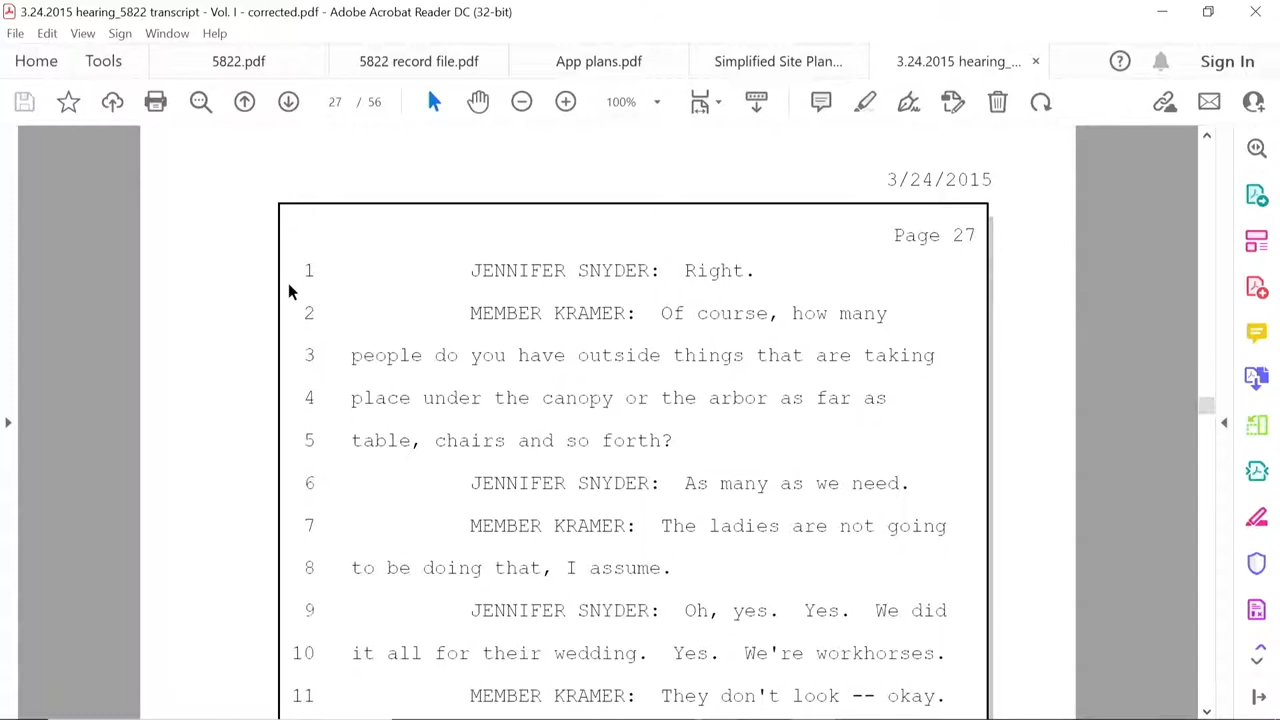 3.24.2015 hearing_5822 transcript - Vol. I - corrected.pdf - Adobe Acrobat Reader DC (32-bit)
File Edit View Sign Window Help
Home Tools 5822.pdf 5822 record file.pdf App plans.pdf Simplified Site Plan... 3.24.2015 hearing_... × Sign In
27 / 56 100%
3/24/2015
Page 27
1 JENNIFER SNYDER: Right.
2 MEMBER KRAMER: Of course, how many
3 people do you have outside things that are taking
4 place under the canopy or the arbor as far as
5 table, chairs and so forth?
6 JENNIFER SNYDER: As many as we need.
7 MEMBER KRAMER: The ladies are not going
8 to be doing that, I assume.
9 JENNIFER SNYDER: Oh, yes. Yes. We did
10 it all for their wedding. Yes. We're workhorses.
11 MEMBER KRAMER: They don't look -- okay.